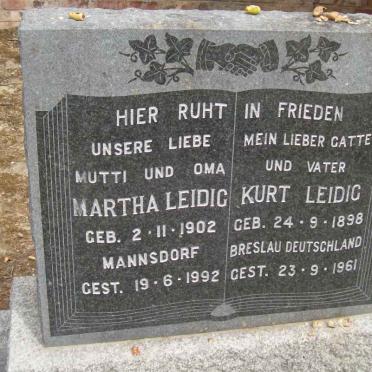 HIER RUHT IN FRIEDEN
UNSERE LIEBE
MUTTI UND OMA
MARTHA LEIDIG
GEB. 2·11·1902
MANNSDORF
GEST. 19·6·1992
MEIN LIEBER GATTE
UND VATER
KURT LEIDIG
GEB. 24·9·1898
BRESLAU DEUTSCHLAND
GEST. 23·9·1961